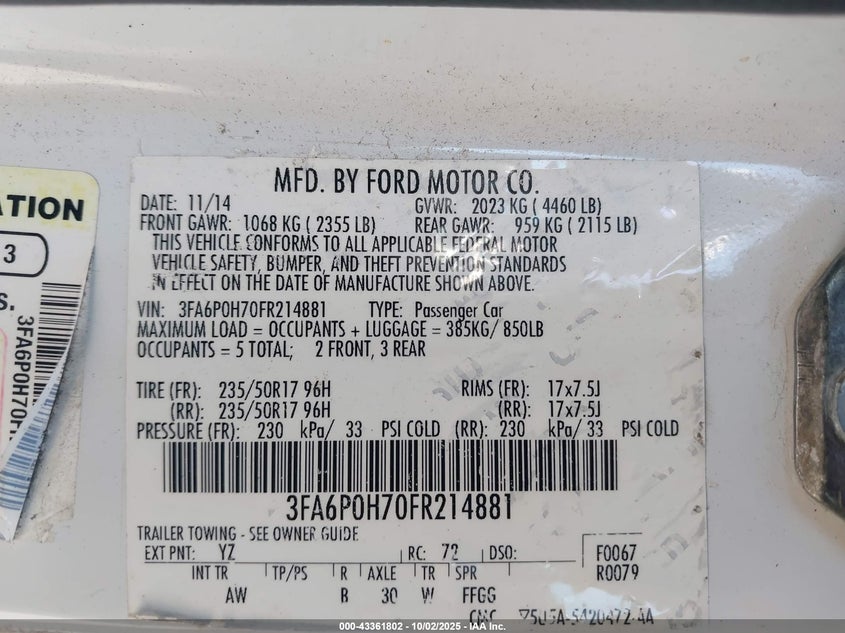 MFD. BY FORD MOTOR CO.
DATE: 11/14 GVWR: 2023 KG ( 4460 LB)
FRONT GAWR: 1068 KG ( 2355 LB) REAR GAWR: 959 KG ( 2115 LB)
THIS VEHICLE CONFORMS TO ALL APPLICABLE FEDERAL MOTOR
VEHICLE SAFETY, BUMPER, AND THEFT PREVENTION STANDARDS
IN EFFECT ON THE DATE OF MANUFACTURE SHOWN ABOVE.
VIN: 3FA6P0H70FR214881 TYPE: Passenger Car
MAXIMUM LOAD = OCCUPANTS + LUGGAGE = 385KG/ 850LB
OCCUPANTS = 5 TOTAL; 2 FRONT, 3 REAR
TIRE (FR): 235/50R17 96H RIMS (FR): 17x7.5J
(RR): 235/50R17 96H (RR): 17x7.5J
PRESSURE (FR): 230 kPa/ 33 PSI COLD (RR): 230 kPa/ 33 PSI COLD
3FA6P0H70FR214881
TRAILER TOWING - SEE OWNER GUIDE
EXT PNT: YZ RC: 72 DSO: F0067
R0079
INT TR TP/PS R AXLE TR SPR
AW B 30 W FFGG
ATION
3
S.
3FA6P0H70F
000-43361802 - 10/02/2025 - IAA Inc.